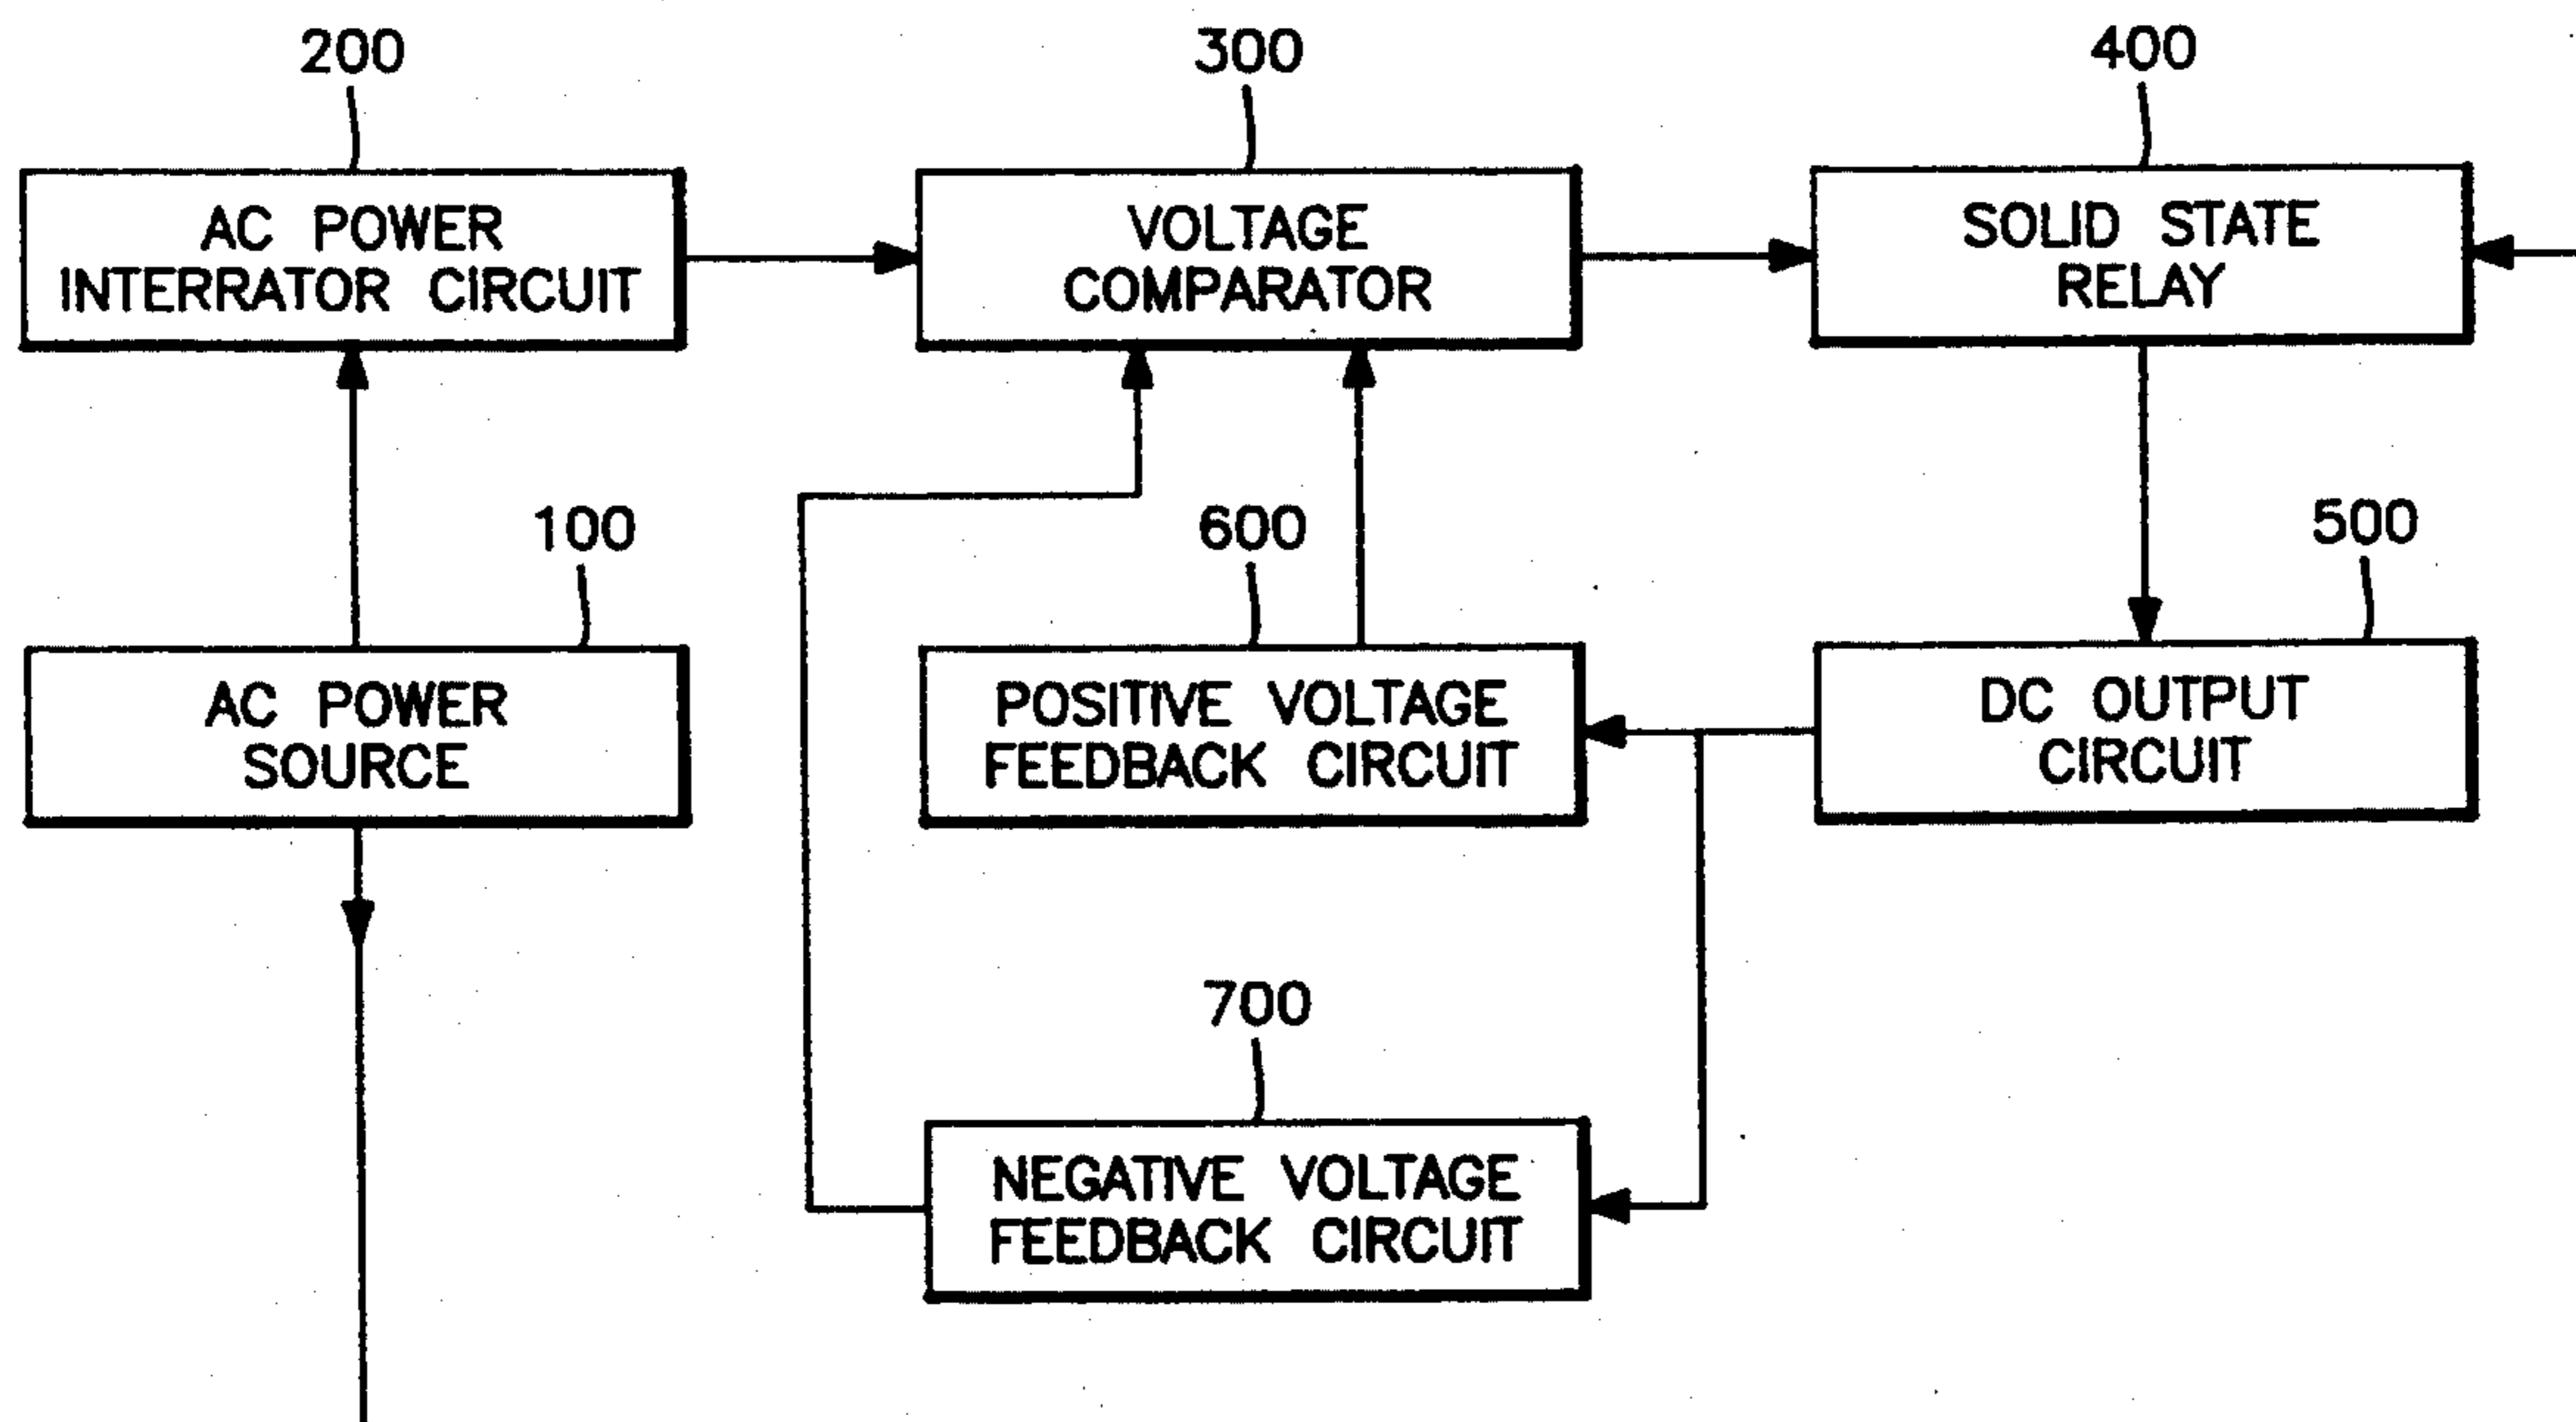 200
300
400
AC POWER
INTERRATOR CIRCUIT
VOLTAGE
COMPARATOR
SOLID STATE
RELAY
100
600
500
AC POWER
SOURCE
POSITIVE VOLTAGE
FEEDBACK CIRCUIT
DC OUTPUT
CIRCUIT
700
NEGATIVE VOLTAGE
FEEDBACK CIRCUIT